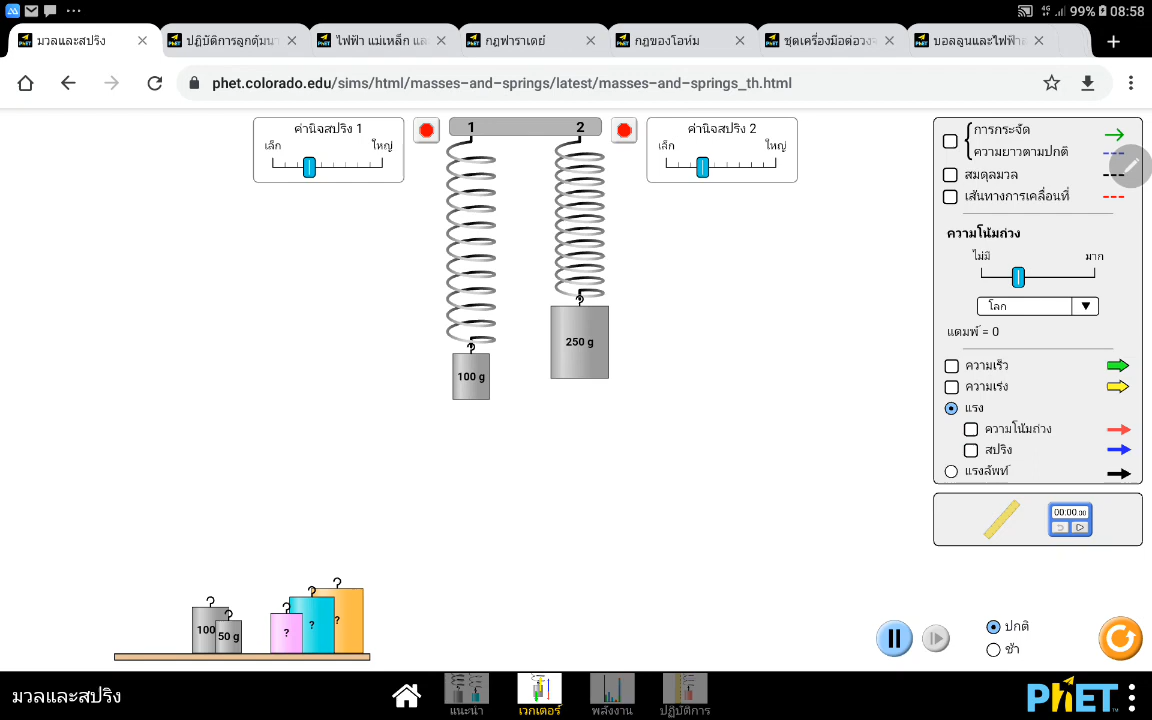 99% 08:58
มวลและสปริง
ปฏิบัติการลูกตุ้มนา
ไฟฟ้า แม่เหล็ก และ
กฎฟาราเดย์
กฎของโอห์ม
ชุดเครื่องมือต่อวงจ
บอลลูนและไฟฟ้าส
phet.colorado.edu/sims/html/masses-and-springs/latest/masses-and-springs_th.html
ค่านิจสปริง 1
เล็ก ใหญ่
1 2
ค่านิจสปริง 2
เล็ก ใหญ่
100 g
250 g
การกระจัด
ความยาวตามปกติ
สมดุลมวล
เส้นทางการเคลื่อนที่
ความโน้มถ่วง
ไม่มี มาก
โลก
แดมพ์ = 0
ความเร็ว
ความเร่ง
แรง
ความโน้มถ่วง
สปริง
แรงลัพท์
00:00.00
100
50 g
?
?
?
ปกติ
ช้า
มวลและสปริง
แนะนำ
เวกเตอร์
พลังงาน
ปฏิบัติการ
PhET